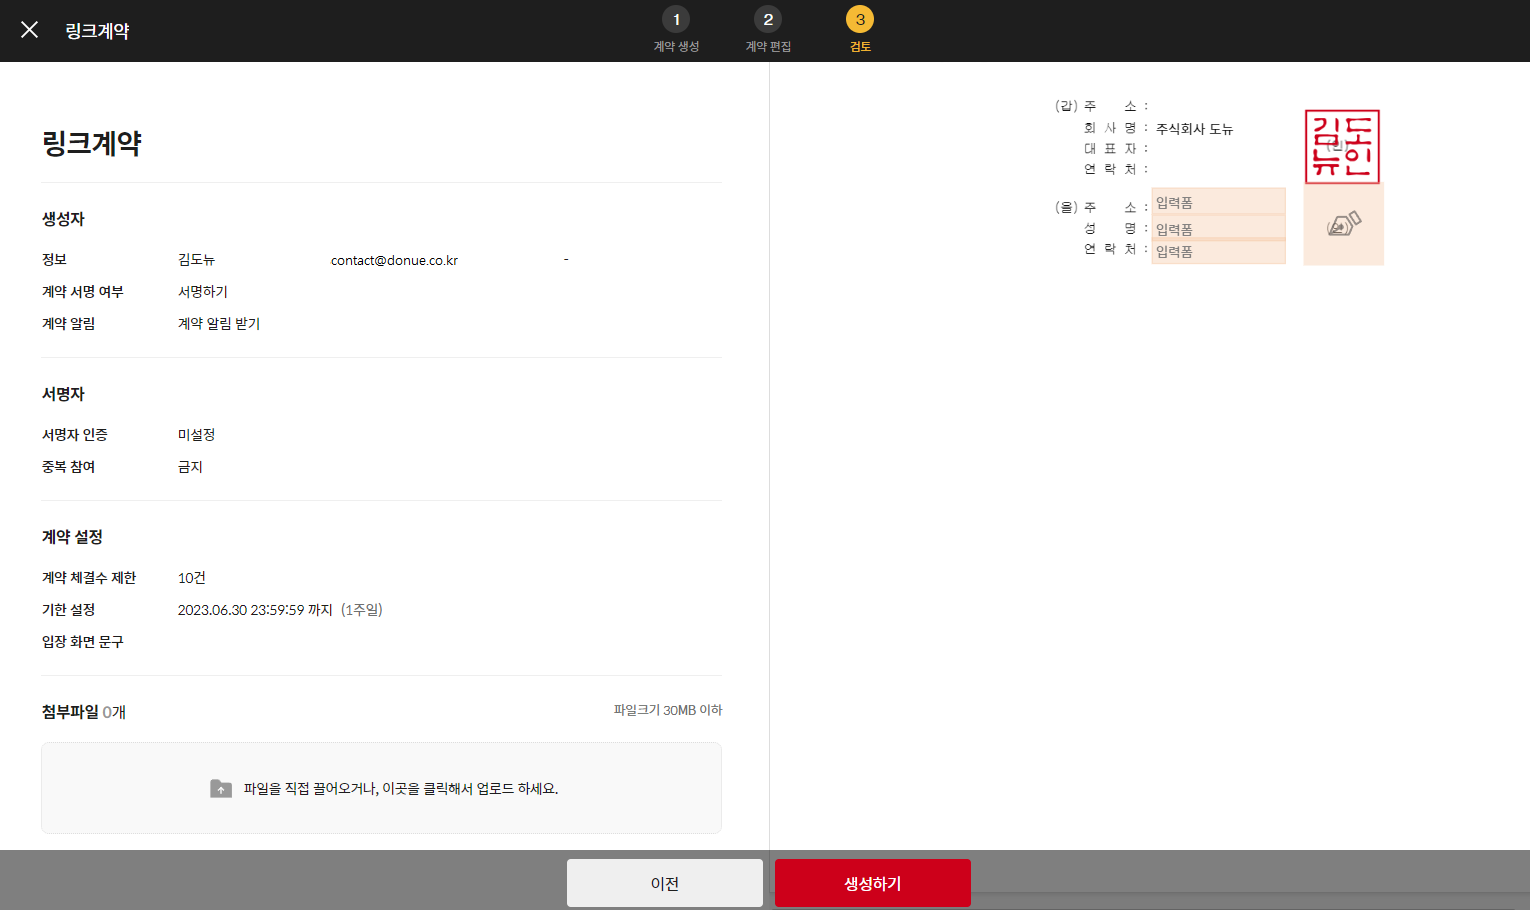 링크계약
1
계약 생성
2
계약 편집
3
검토
링크계약
생성자
정보 김도뉴 contact@donue.co.kr -
계약 서명 여부 서명하기
계약 알림 계약 알림 받기
서명자
서명자 인증 미설정
중복 참여 금지
계약 설정
계약 체결수 제한 10건
기한 설정 2023.06.30 23:59:59 까지 (1주일)
입장 화면 문구
첨부파일 0개 파일크기 30MB 이하
파일을 직접 끌어오거나, 이곳을 클릭해서 업로드 하세요.
(갑) 주 소 :
회 사 명 : 주식회사 도뉴
대 표 자 : (인)
연 락 처 :
김도
뉴인
(을) 주 소 : 입력폼
성 명 : 입력폼
연 락 처 : 입력폼
이전
생성하기